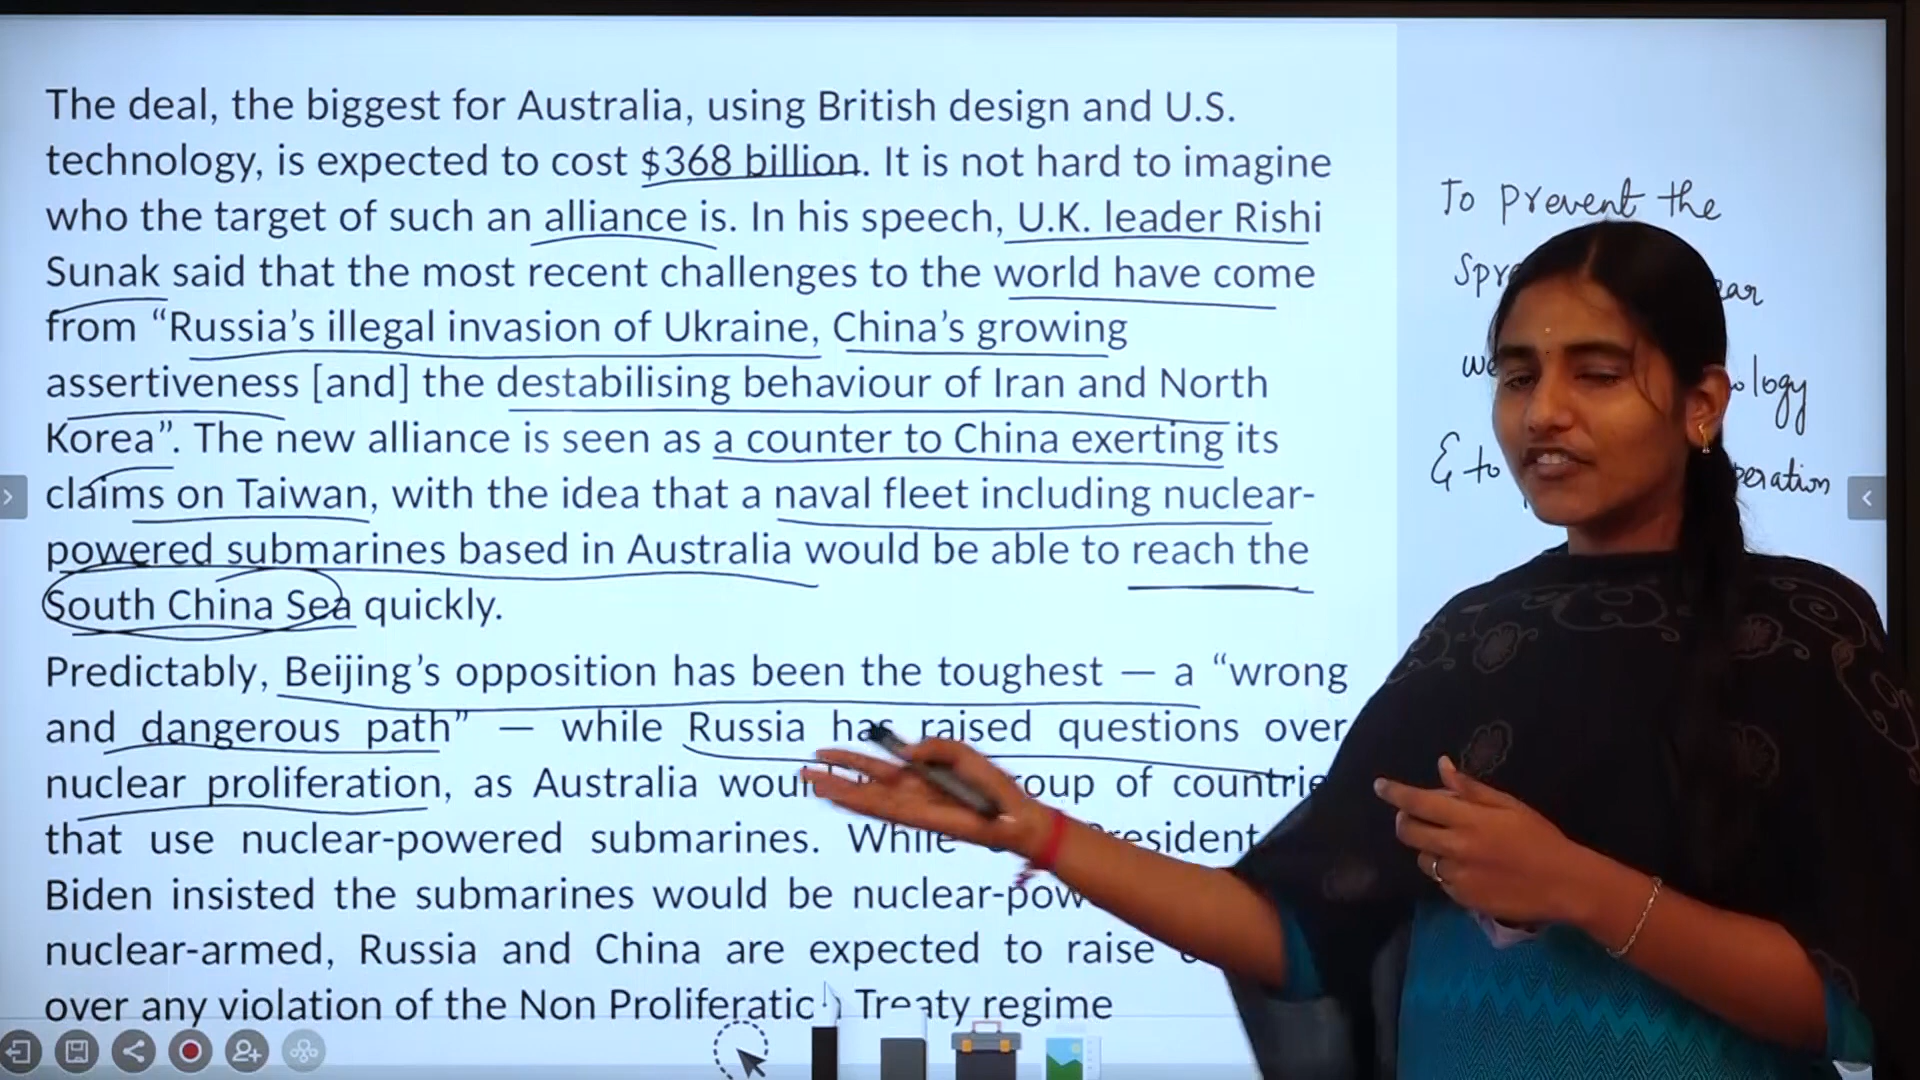 The deal, the biggest for Australia, using British design and U.S.
technology, is expected to cost $368 billion. It is not hard to imagine
who the target of such an alliance is. In his speech, U.K. leader Rishi
Sunak said that the most recent challenges to the world have come
from “Russia’s illegal invasion of Ukraine, China’s growing
assertiveness [and] the destabilising behaviour of Iran and North
Korea”. The new alliance is seen as a counter to China exerting its
claims on Taiwan, with the idea that a naval fleet including nuclear-
powered submarines based in Australia would be able to reach the
South China Sea quickly.
Predictably, Beijing’s opposition has been the toughest — a “wrong
and dangerous path” — while Russia has raised questions over
nuclear proliferation, as Australia would of countries
that use nuclear-powered submarines. While President
Biden insisted the submarines would be
nuclear-armed, Russia and China are expected to raise
over any violation of the Non Treaty regime
To prevent the
& to